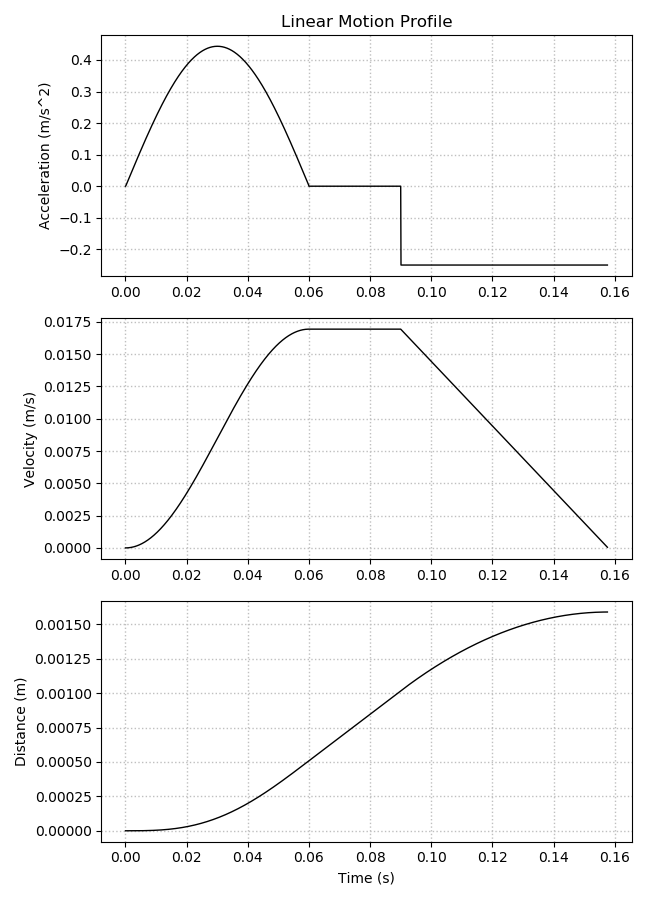 Linear Motion Profile
Acceleration (m/s^2)
0.4
0.3
0.2
0.1
0.0
−0.1
−0.2
0.00 0.02 0.04 0.06 0.08 0.10 0.12 0.14 0.16
Velocity (m/s)
0.0175
0.0150
0.0125
0.0100
0.0075
0.0050
0.0025
0.0000
0.00 0.02 0.04 0.06 0.08 0.10 0.12 0.14 0.16
Distance (m)
0.00150
0.00125
0.00100
0.00075
0.00050
0.00025
0.00000
0.00 0.02 0.04 0.06 0.08 0.10 0.12 0.14 0.16
Time (s)